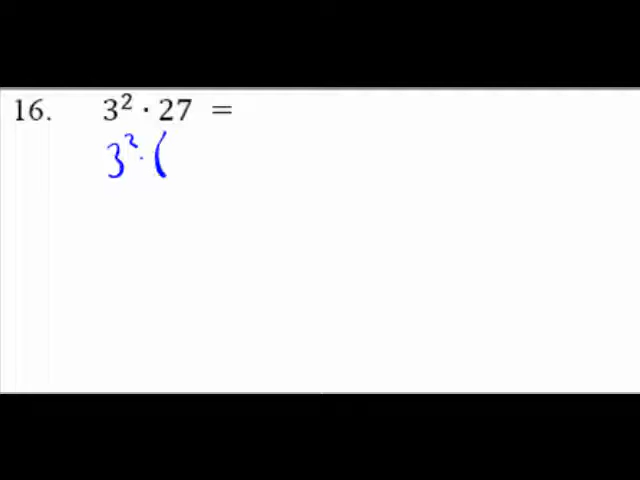 16. 3² · 27 =
3² · (